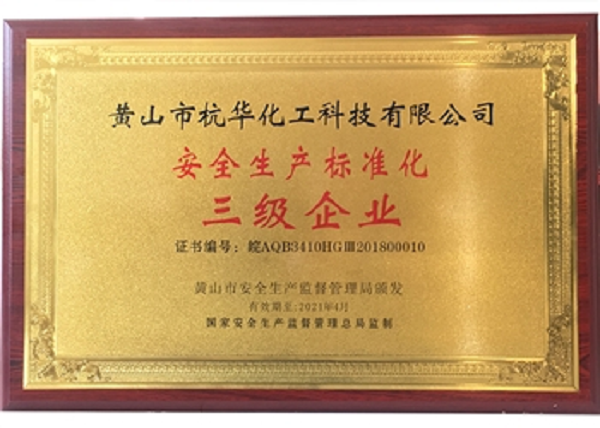 黄山市杭华化工科技有限公司
安全生产标准化
三级企业
证书编号：皖AQB3410HGⅢ201800010
黄山市安全生产监督管理局颁发
有效期至：2021年4月
国家安全生产监督管理总局监制